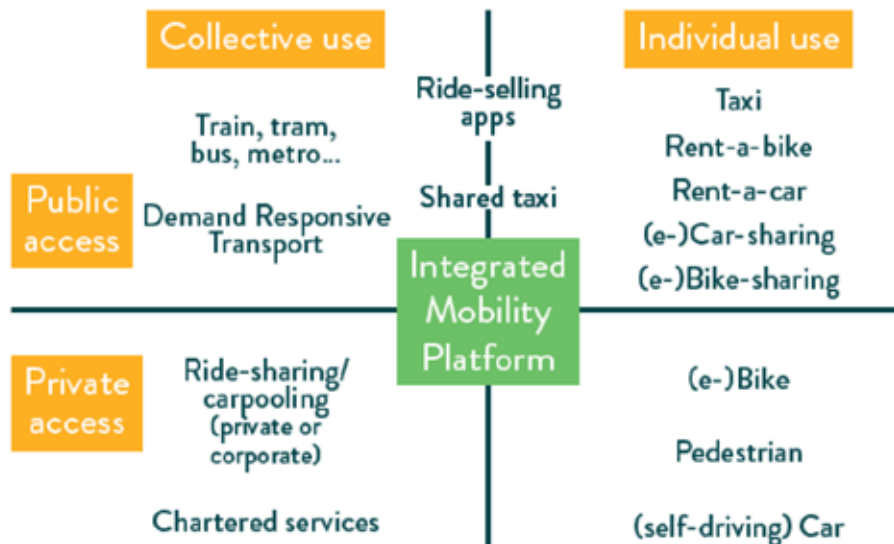 Collective use
Individual use
Public
access
Train, tram,
bus, metro...
Demand Responsive
Transport
Ride-selling
apps
Shared taxi
Taxi
Rent-a-bike
Rent-a-car
(e-)Car-sharing
(e-)Bike-sharing
Integrated
Mobility
Platform
Private
access
Ride-sharing/
carpooling
(private or
corporate)
Chartered services
(e-)Bike
Pedestrian
(self-driving) Car